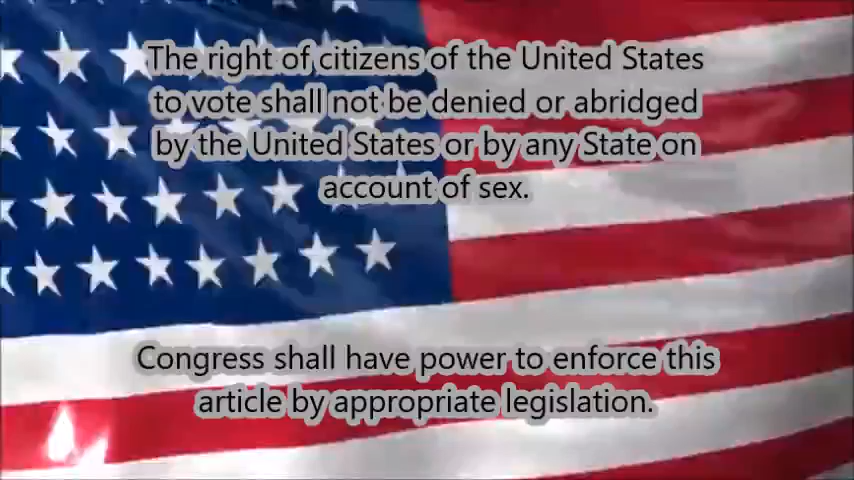 The right of citizens of the United States
to vote shall not be denied or abridged
by the United States or by any State on
account of sex.
Congress shall have power to enforce this
article by appropriate legislation.